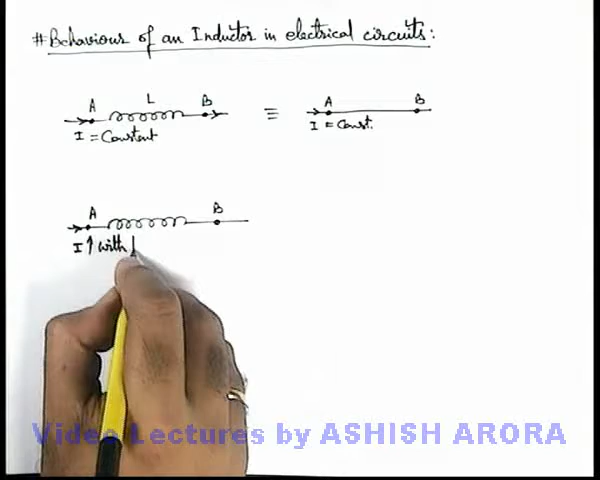 # Behaviour of an Inductor in electrical circuits:
A L B ≡ A B
I = Constant I = Const.
A B
I ↑ with
Video Lectures by ASHISH ARORA